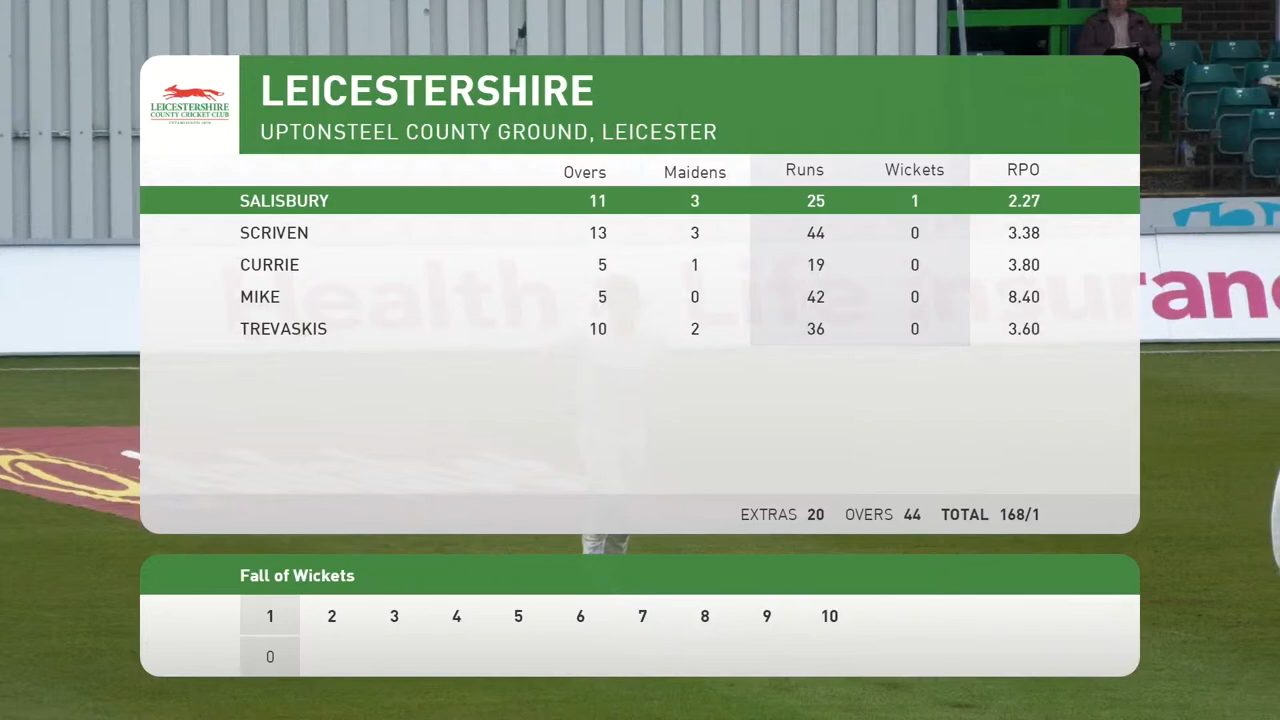 LEICESTERSHIRE
UPTONSTEEL COUNTY GROUND, LEICESTER
LEICESTERSHIRE
COUNTY CRICKET CLUB
Overs Maidens Runs Wickets RPO
SALISBURY 11 3 25 1 2.27
SCRIVEN 13 3 44 0 3.38
CURRIE 5 1 19 0 3.80
MIKE 5 0 42 0 8.40
TREVASKIS 10 2 36 0 3.60
Health + Life Insurance
EXTRAS 20 OVERS 44 TOTAL 168/1
Fall of Wickets
1 2 3 4 5 6 7 8 9 10
0